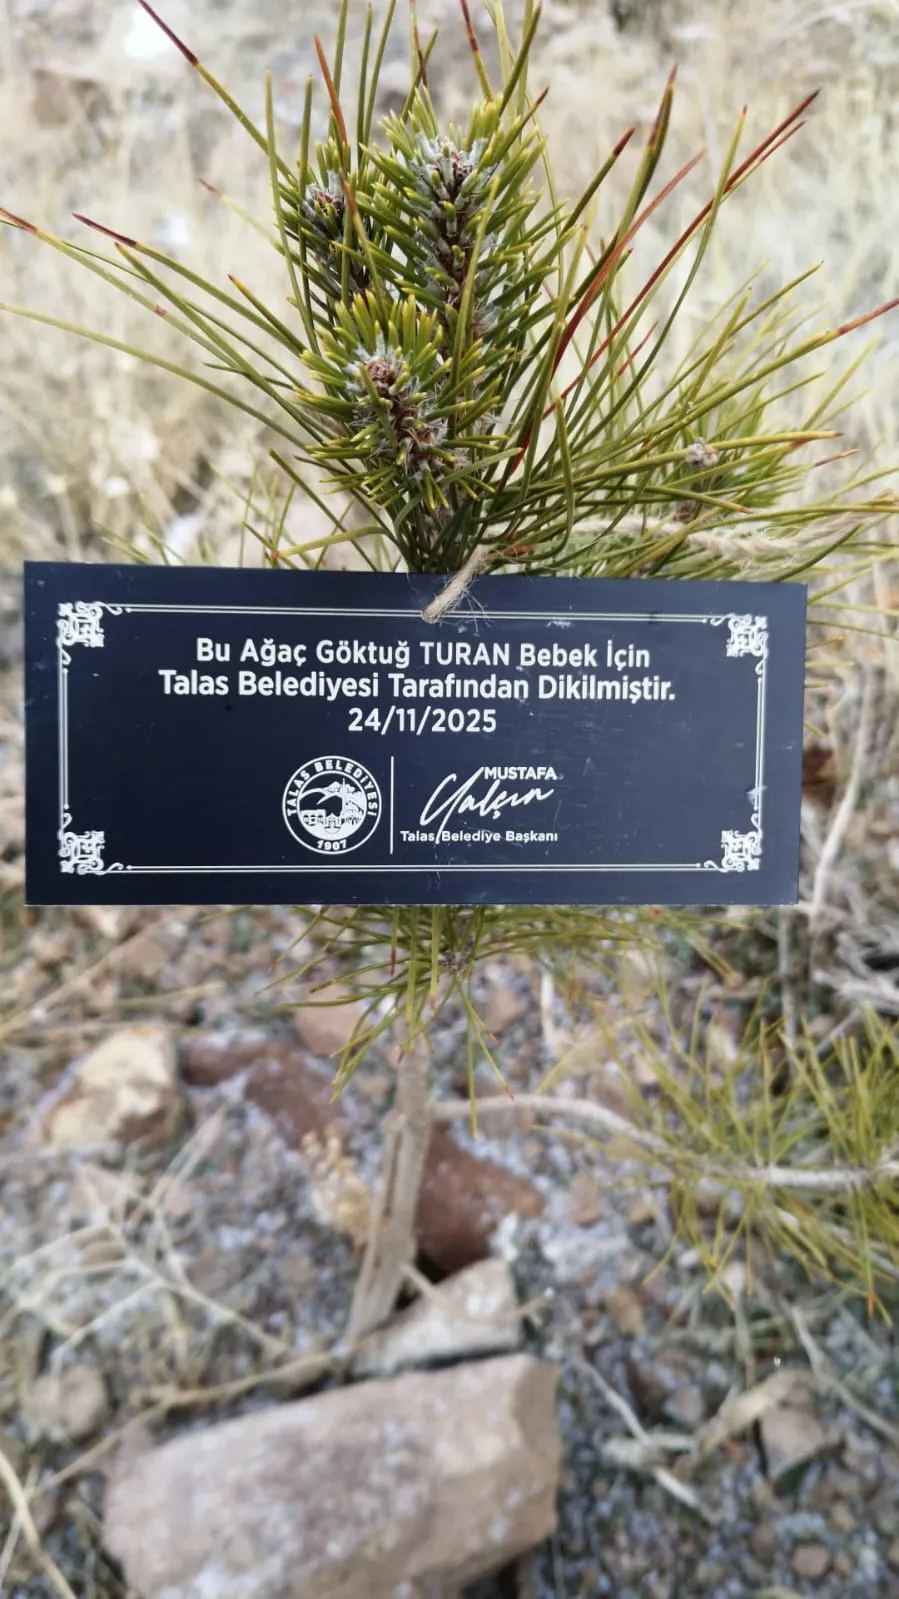 Bu Ağaç Göktuğ TURAN Bebek İçin
Talas Belediyesi Tarafından Dikilmiştir.
24/11/2025
TALAS BELEDİYESİ
1907
MUSTAFA
Yalçın
Talas Belediye Başkanı